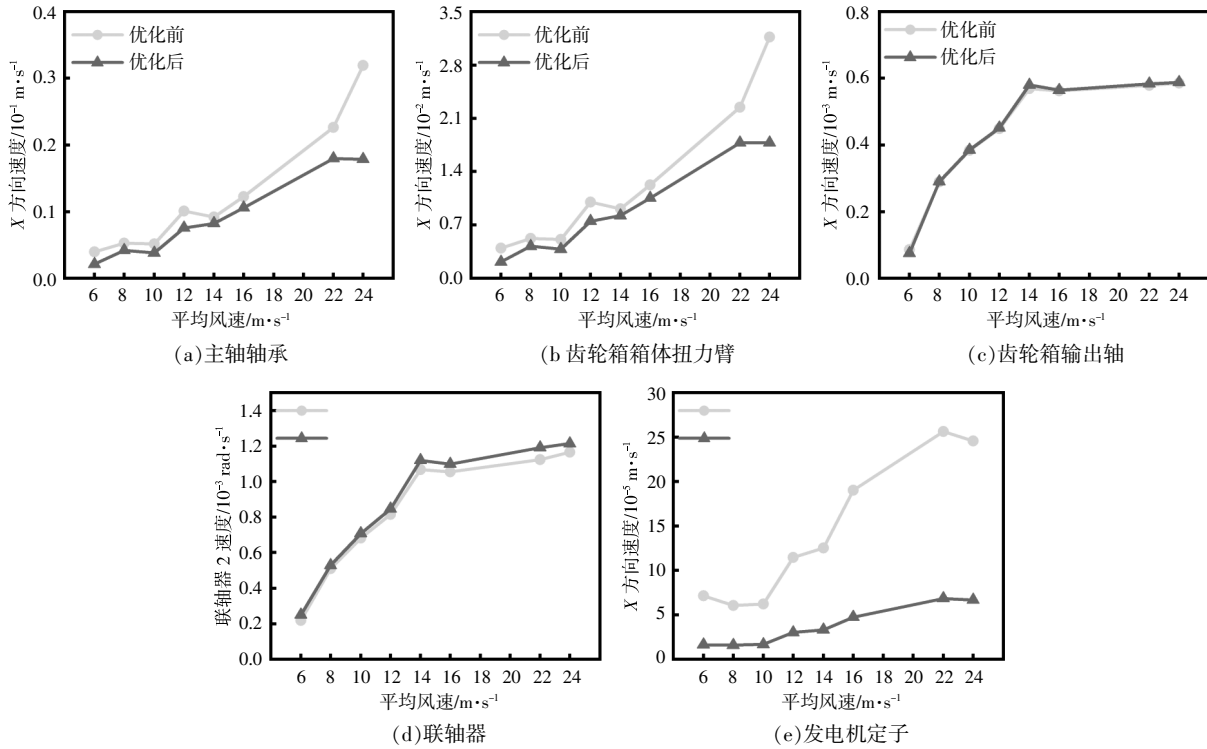 0.4
0.3
0.2
0.1
0.0
X 方向速度/10⁻¹ m·s⁻¹
优化前
优化后
6 8 10 12 14 16 18 20 22 24
平均风速/m·s⁻¹
(a)主轴轴承
3.5
2.8
2.1
1.4
0.7
0.0
X 方向速度/10⁻² m·s⁻¹
优化前
优化后
6 8 10 12 14 16 18 20 22 24
平均风速/m·s⁻¹
(b 齿轮箱箱体扭力臂
0.8
0.6
0.4
0.2
0.0
X 方向速度/10⁻³ m·s⁻¹
优化前
优化后
6 8 10 12 14 16 18 20 22 24
平均风速/m·s⁻¹
(c)齿轮箱输出轴
1.4
1.2
1.0
0.8
0.6
0.4
0.2
0.0
联轴器 2 速度/10⁻³ rad·s⁻¹
6 8 10 12 14 16 18 20 22 24
平均风速/m·s⁻¹
(d)联轴器
30
25
20
15
10
5
0
X 方向速度/10⁻⁵ m·s⁻¹
6 8 10 12 14 16 18 20 22 24
平均风速/m·s⁻¹
(e)发电机定子